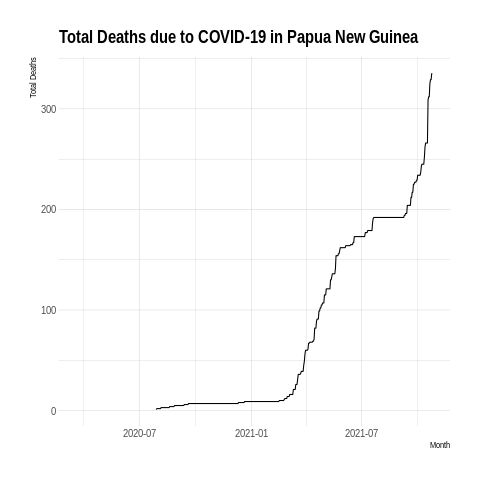 Total Deaths due to COVID-19 in Papua New Guinea
Total Deaths
300
200
100
0
2020-07 2021-01 2021-07
Month